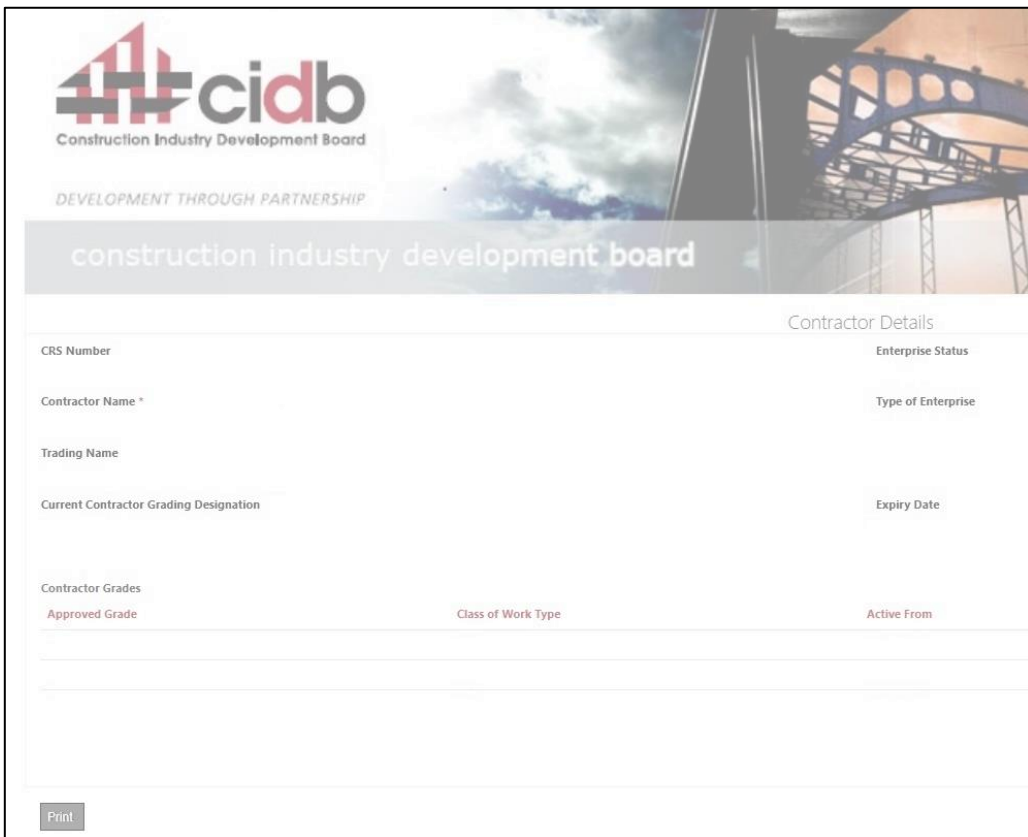 cidb
Construction Industry Development Board
DEVELOPMENT THROUGH PARTNERSHIP
construction industry development board
Contractor Details
CRS Number
Enterprise Status
Contractor Name *
Type of Enterprise
Trading Name
Current Contractor Grading Designation
Expiry Date
Contractor Grades
Approved Grade
Class of Work Type
Active From
Print